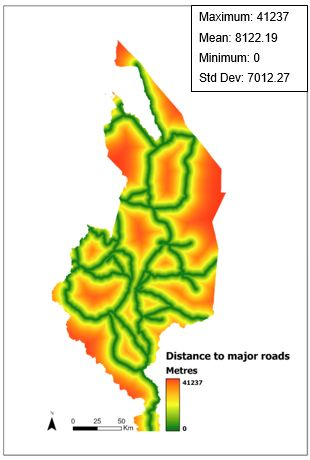 Maximum: 41237
Mean: 8122.19
Minimum: 0
Std Dev: 7012.27
Distance to major roads
Metres
41237
0
N
0 25 50
Km